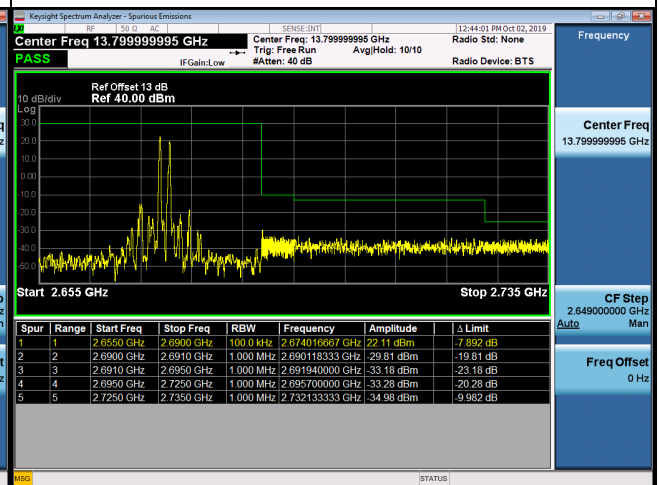 Keysight Spectrum Analyzer - Spurious Emissions
LXI RF 50 Ω AC SENSE:INT 12:44:01 PM Oct 02, 2019
Center Freq 13.799999995 GHz
Center Freq: 13.799999995 GHz
Radio Std: None
Trig: Free Run Avg|Hold: 10/10
PASS
IFGain:Low
#Atten: 40 dB
Radio Device: BTS
Ref Offset 13 dB
10 dB/div Ref 40.00 dBm
Log
30.0
20.0
10.0
0.00
-10.0
-20.0
-30.0
-40.0
-50.0
Start 2.655 GHz Stop 2.735 GHz
Spur Range Start Freq Stop Freq RBW Frequency Amplitude Δ Limit
1 1 2.6550 GHz 2.6900 GHz 100.0 kHz 2.674016667 GHz 22.11 dBm -7.892 dB
2 2 2.6900 GHz 2.6910 GHz 1.000 MHz 2.690118333 GHz -29.81 dBm -19.81 dB
3 3 2.6910 GHz 2.6950 GHz 1.000 MHz 2.691940000 GHz -33.18 dBm -23.18 dB
4 4 2.6950 GHz 2.7250 GHz 1.000 MHz 2.695700000 GHz -33.28 dBm -20.28 dB
5 5 2.7250 GHz 2.7350 GHz 1.000 MHz 2.732133333 GHz -34.98 dBm -9.982 dB
MSG STATUS
Frequency
Center Freq
13.799999995 GHz
CF Step
2.649000000 GHz
Auto Man
Freq Offset
0 Hz